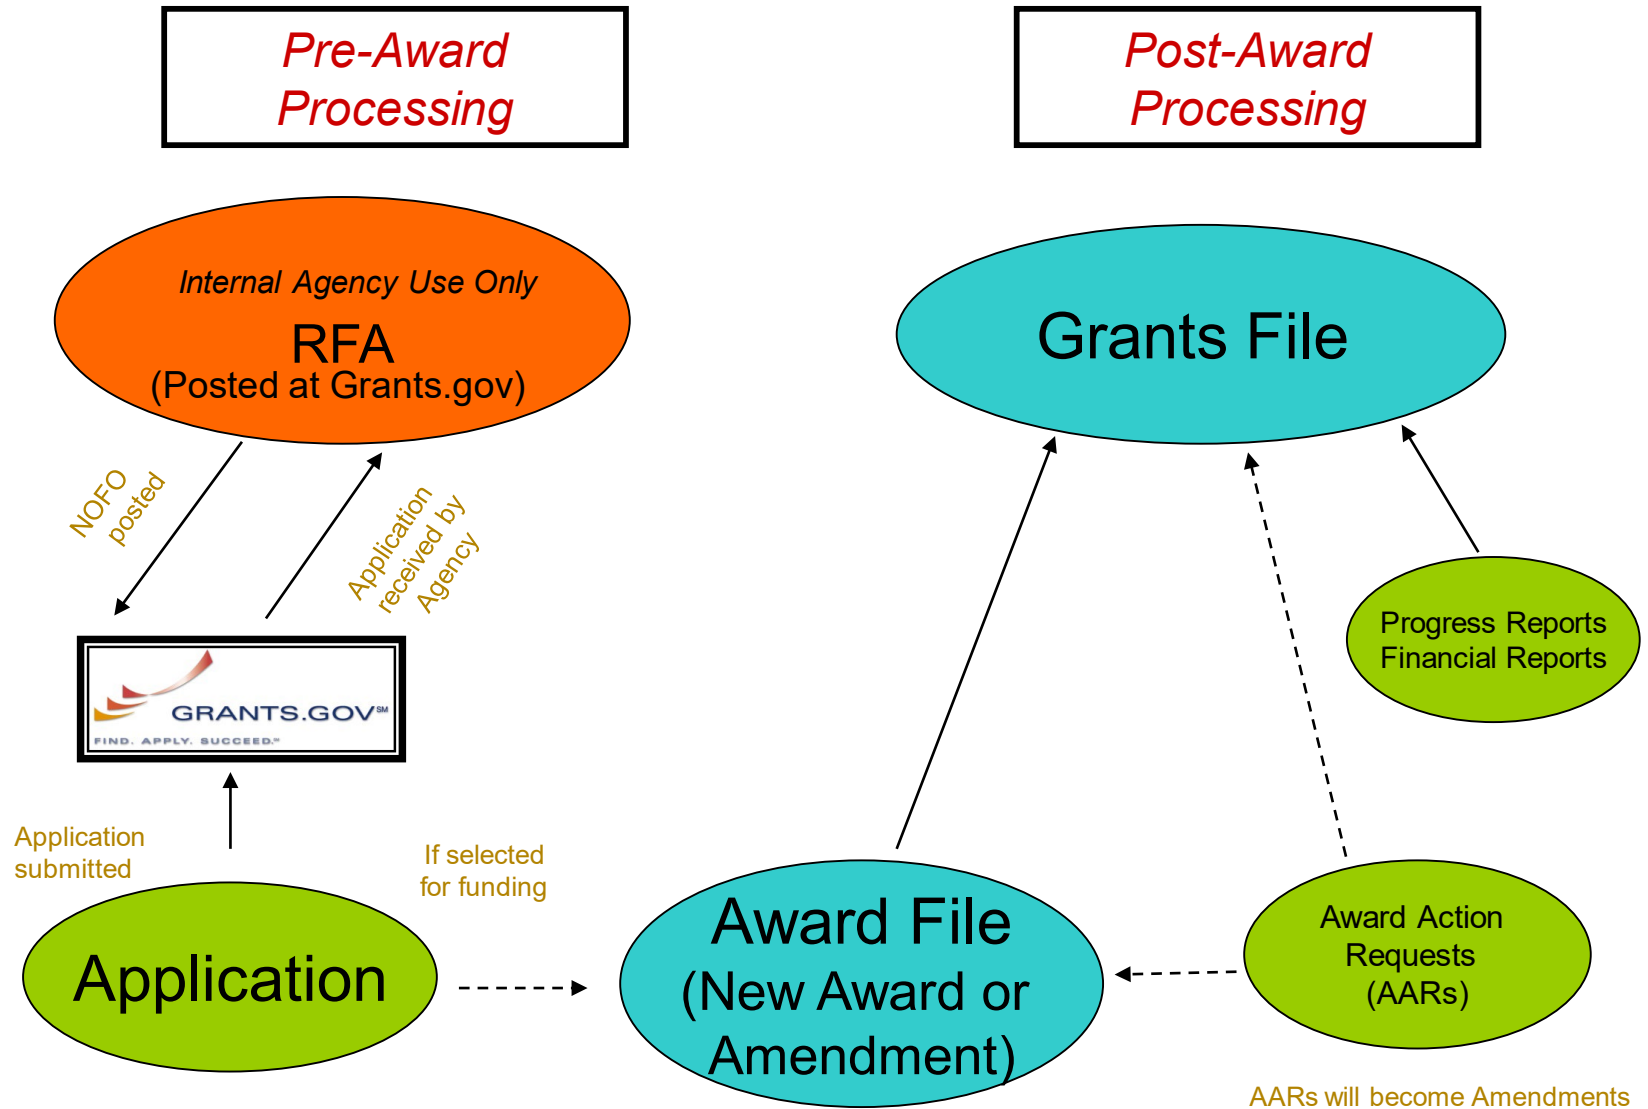 Pre-Award
Processing
Post-Award
Processing
Internal Agency Use Only
RFA
(Posted at Grants.gov)
Grants File
NOFO
posted
Application
received by
Agency
Progress Reports
Financial Reports
GRANTS.GOV℠
FIND. APPLY. SUCCEED.℠
Application
submitted
If selected
for funding
Application
Award File
(New Award or
Amendment)
Award Action
Requests
(AARs)
AARs will become Amendments